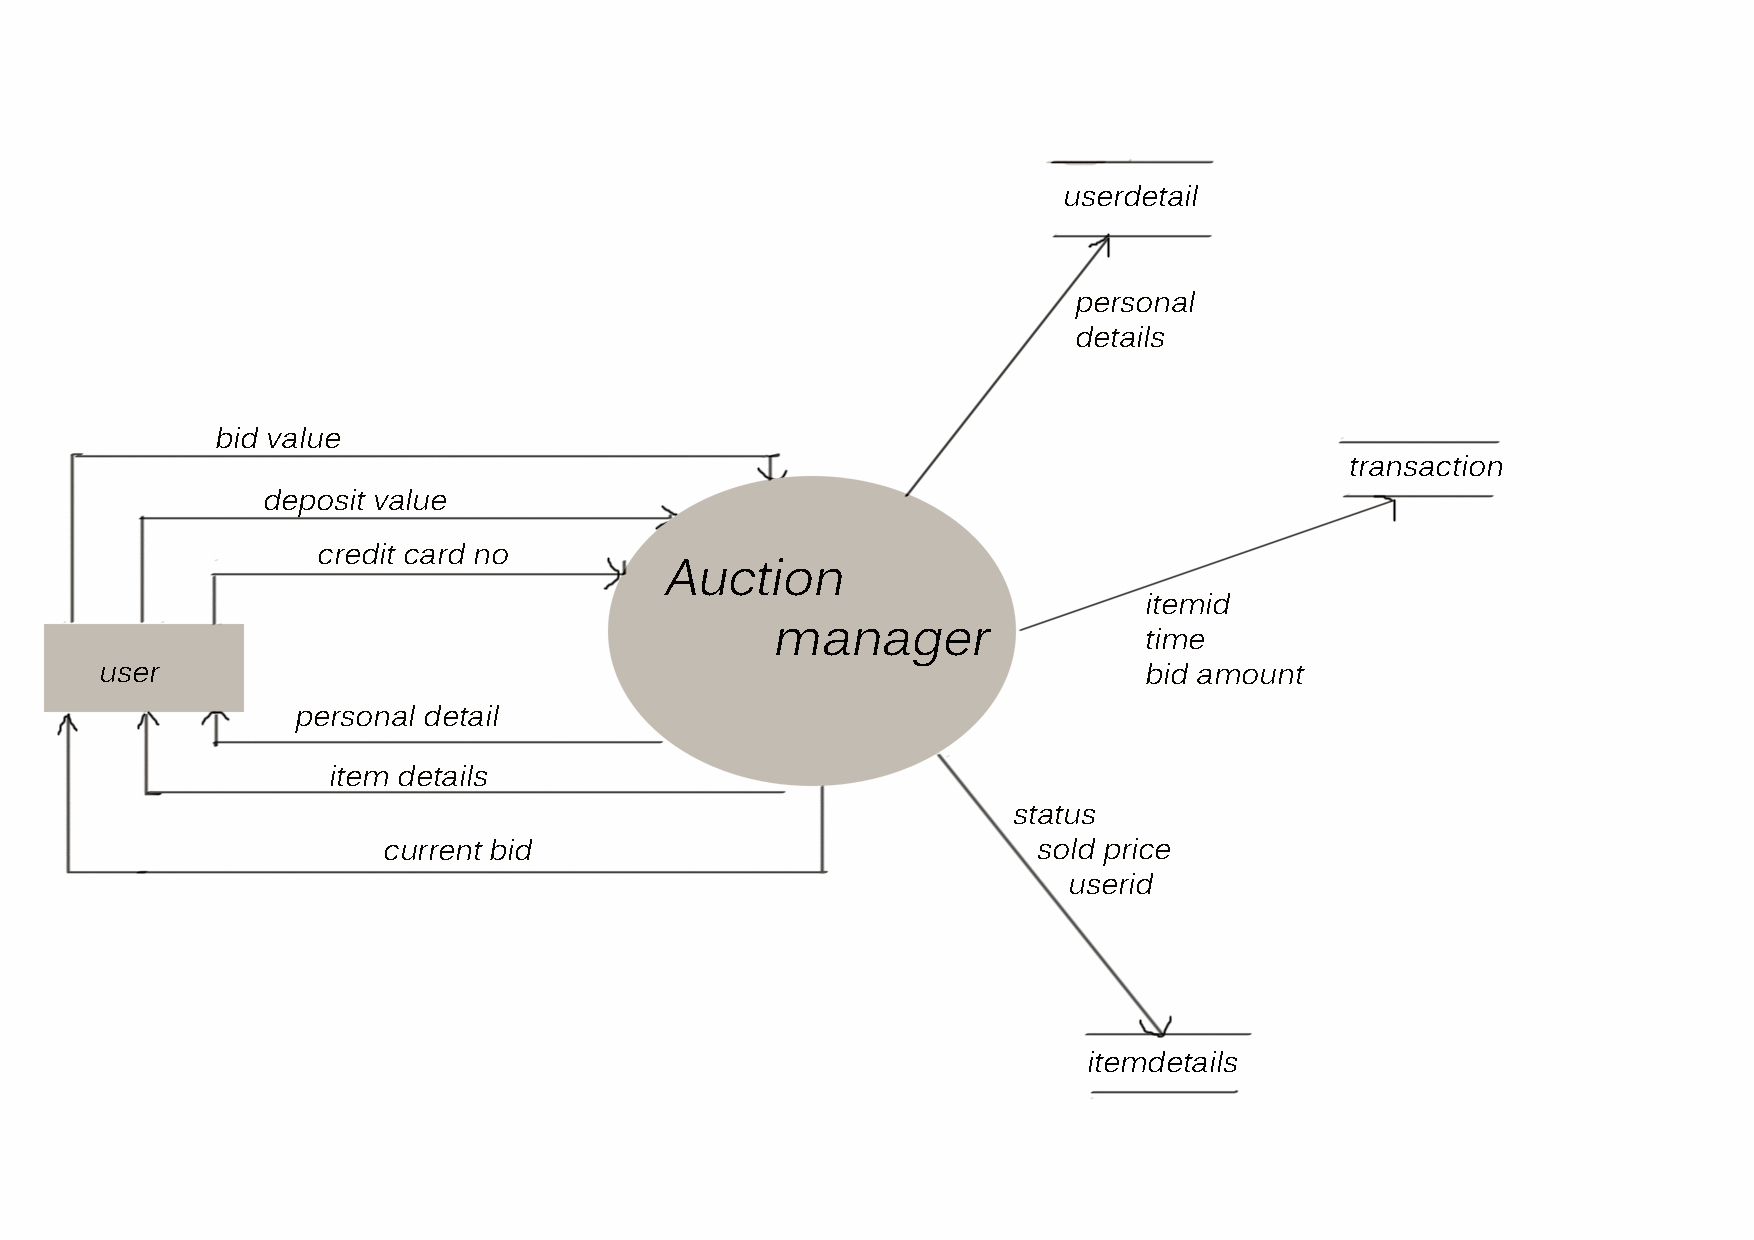 userdetail
personal
details
bid value
transaction
deposit value
credit card no
Auction
manager
itemid
time
bid amount
user
personal detail
item details
current bid
status
sold price
userid
itemdetails